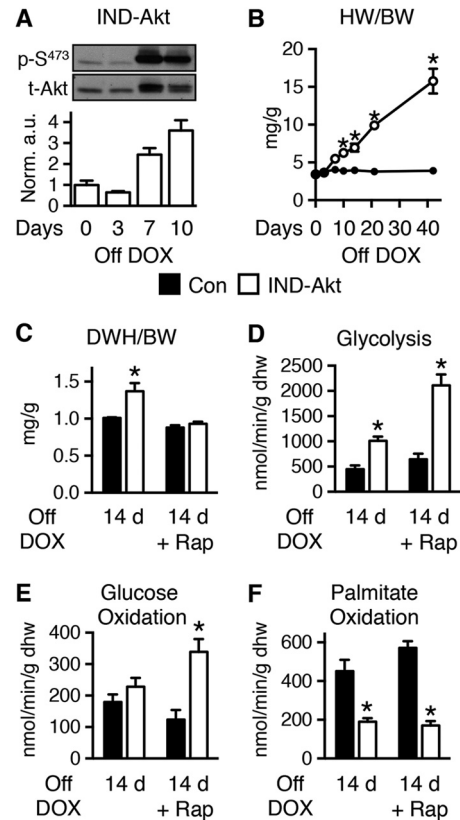 A IND-Akt
p-S⁴⁷³
t-Akt
Norm. a.u.
4
3
2
1
0
Days 0 3 7 10
Off DOX
B HW/BW
mg/g
20
15
10
5
0
0 10 20 30 40
Off DOX
* * * *
Con IND-Akt
C DWH/BW
mg/g
1.5
1.0
0.5
0.0
*
Off 14 d 14 d
DOX + Rap
D Glycolysis
nmol/min/g dhw
2500
2000
1500
1000
500
0
* *
Off 14 d 14 d
DOX + Rap
E Glucose
Oxidation
nmol/min/g dhw
400
300
200
100
0
*
Off 14 d 14 d
DOX + Rap
F Palmitate
Oxidation
nmol/min/g dhw
600
400
200
0
* *
Off 14 d 14 d
DOX + Rap